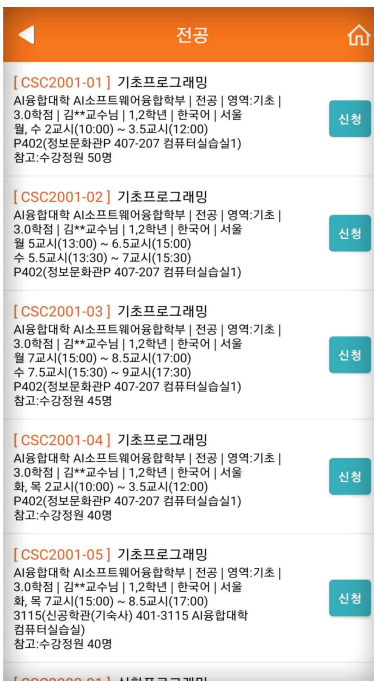 전공
[ CSC2001-01 ] 기초프로그래밍
AI융합대학 AI소프트웨어융합학부 | 전공 | 영역:기초 |
3.0학점 | 김**교수님 | 1,2학년 | 한국어 | 서울
월, 수 2교시(10:00) ~ 3.5교시(12:00)
P402(정보문화관P 407-207 컴퓨터실습실1)
참고:수강정원 50명
신청
[ CSC2001-02 ] 기초프로그래밍
AI융합대학 AI소프트웨어융합학부 | 전공 | 영역:기초 |
3.0학점 | 김**교수님 | 1,2학년 | 한국어 | 서울
월 5교시(13:00) ~ 6.5교시(15:00)
수 5.5교시(13:30) ~ 7교시(15:30)
P402(정보문화관P 407-207 컴퓨터실습실1)
신청
[ CSC2001-03 ] 기초프로그래밍
AI융합대학 AI소프트웨어융합학부 | 전공 | 영역:기초 |
3.0학점 | 김**교수님 | 1,2학년 | 한국어 | 서울
월 7교시(15:00) ~ 8.5교시(17:00)
수 7.5교시(15:30) ~ 9교시(17:30)
P402(정보문화관P 407-207 컴퓨터실습실1)
참고:수강정원 45명
신청
[ CSC2001-04 ] 기초프로그래밍
AI융합대학 AI소프트웨어융합학부 | 전공 | 영역:기초 |
3.0학점 | 김**교수님 | 1,2학년 | 한국어 | 서울
화, 목 2교시(10:00) ~ 3.5교시(12:00)
P402(정보문화관P 407-207 컴퓨터실습실1)
참고:수강정원 40명
신청
[ CSC2001-05 ] 기초프로그래밍
AI융합대학 AI소프트웨어융합학부 | 전공 | 영역:기초 |
3.0학점 | 김**교수님 | 1,2학년 | 한국어 | 서울
화, 목 7교시(15:00) ~ 8.5교시(17:00)
3115(신공학관(기숙사) 401-3115 AI융합대학
컴퓨터실습실)
참고:수강정원 40명
신청